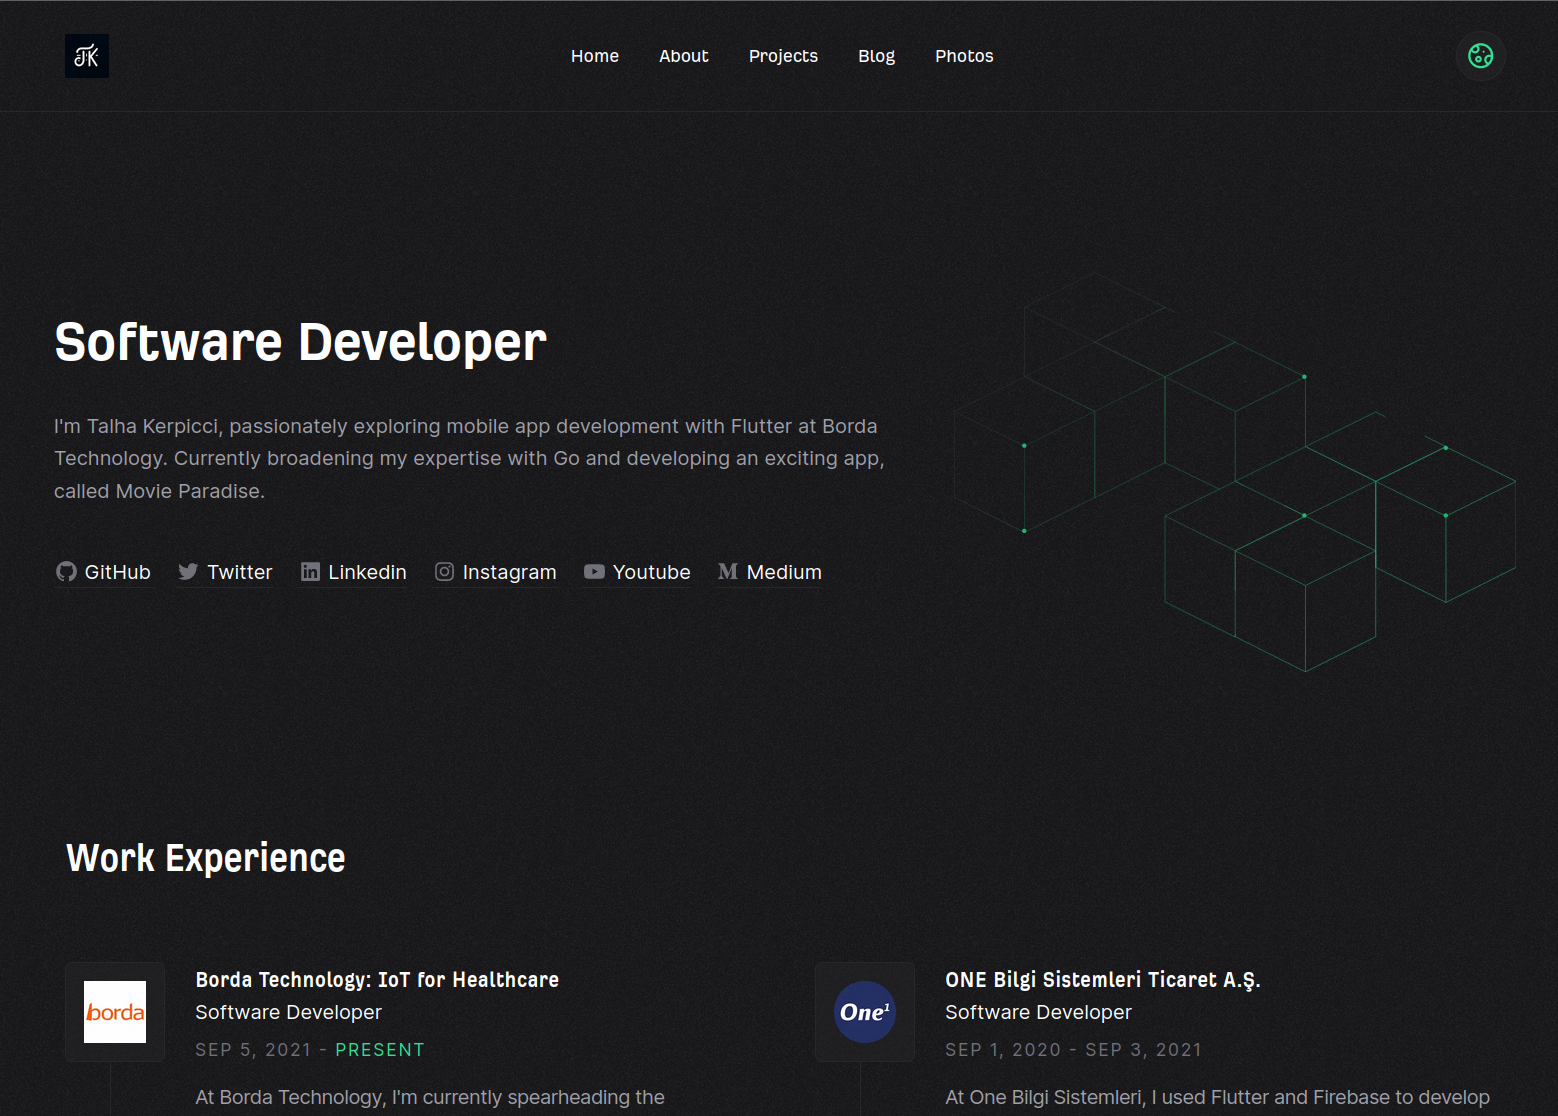 JK
Home About Projects Blog Photos
Software Developer
I'm Talha Kerpicci, passionately exploring mobile app development with Flutter at Borda
Technology. Currently broadening my expertise with Go and developing an exciting app,
called Movie Paradise.
GitHub Twitter Linkedin Instagram Youtube Medium
Work Experience
borda
Borda Technology: IoT for Healthcare
Software Developer
SEP 5, 2021 - PRESENT
At Borda Technology, I'm currently spearheading the
One1
ONE Bilgi Sistemleri Ticaret A.Ş.
Software Developer
SEP 1, 2020 - SEP 3, 2021
At One Bilgi Sistemleri, I used Flutter and Firebase to develop